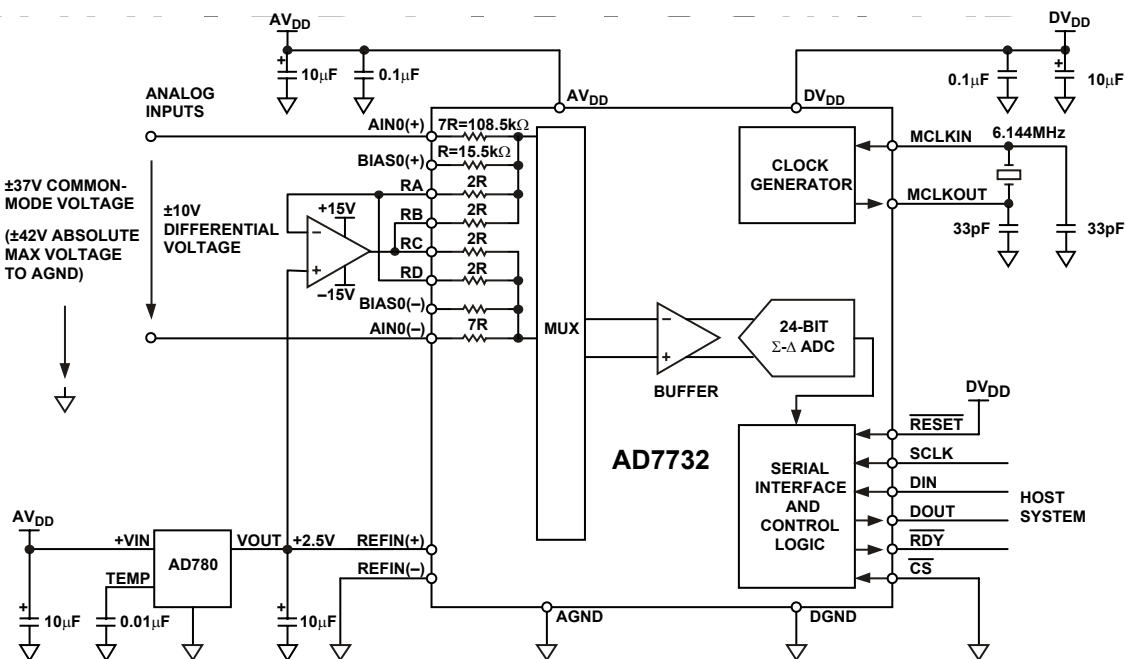 AVDD
DVDD
10μF
0.1μF
0.1μF
10μF
ANALOG
INPUTS
AVDD
DVDD
AIN0(+)
7R=108.5kΩ
BIAS0(+)
R=15.5kΩ
RA
2R
RB
2R
RC
2R
RD
2R
BIAS0(–)
AIN0(–)
7R
±37V COMMON-
MODE VOLTAGE
(±42V ABSOLUTE
MAX VOLTAGE
TO AGND)
±10V
DIFFERENTIAL
VOLTAGE
+15V
–
+
–15V
MUX
CLOCK
GENERATOR
MCLKIN
6.144MHz
MCLKOUT
33pF
33pF
–
+
BUFFER
24-BIT
Σ-Δ ADC
AD7732
SERIAL
INTERFACE
AND
CONTROL
LOGIC
DVDD
RESET
SCLK
DIN
DOUT
RDY
CS
HOST
SYSTEM
AVDD
+VIN
AD780
VOUT
+2.5V
REFIN(+)
REFIN(–)
TEMP
10μF
0.01μF
10μF
AGND
DGND